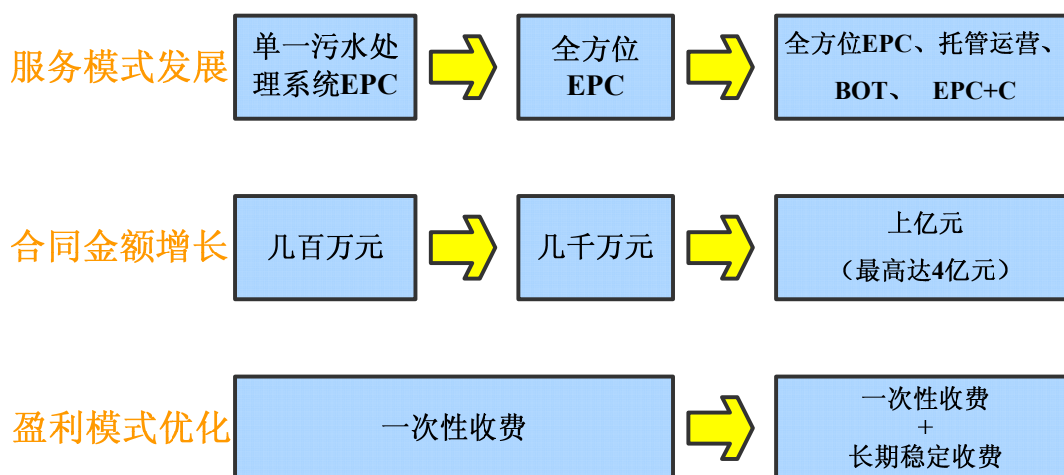 服务模式发展
单一污水处
理系统EPC
全方位
EPC
全方位EPC、托管运营、
BOT、 EPC+C
合同金额增长
几百万元
几千万元
上亿元
（最高达4亿元）
盈利模式优化
一次性收费
一次性收费
+
长期稳定收费